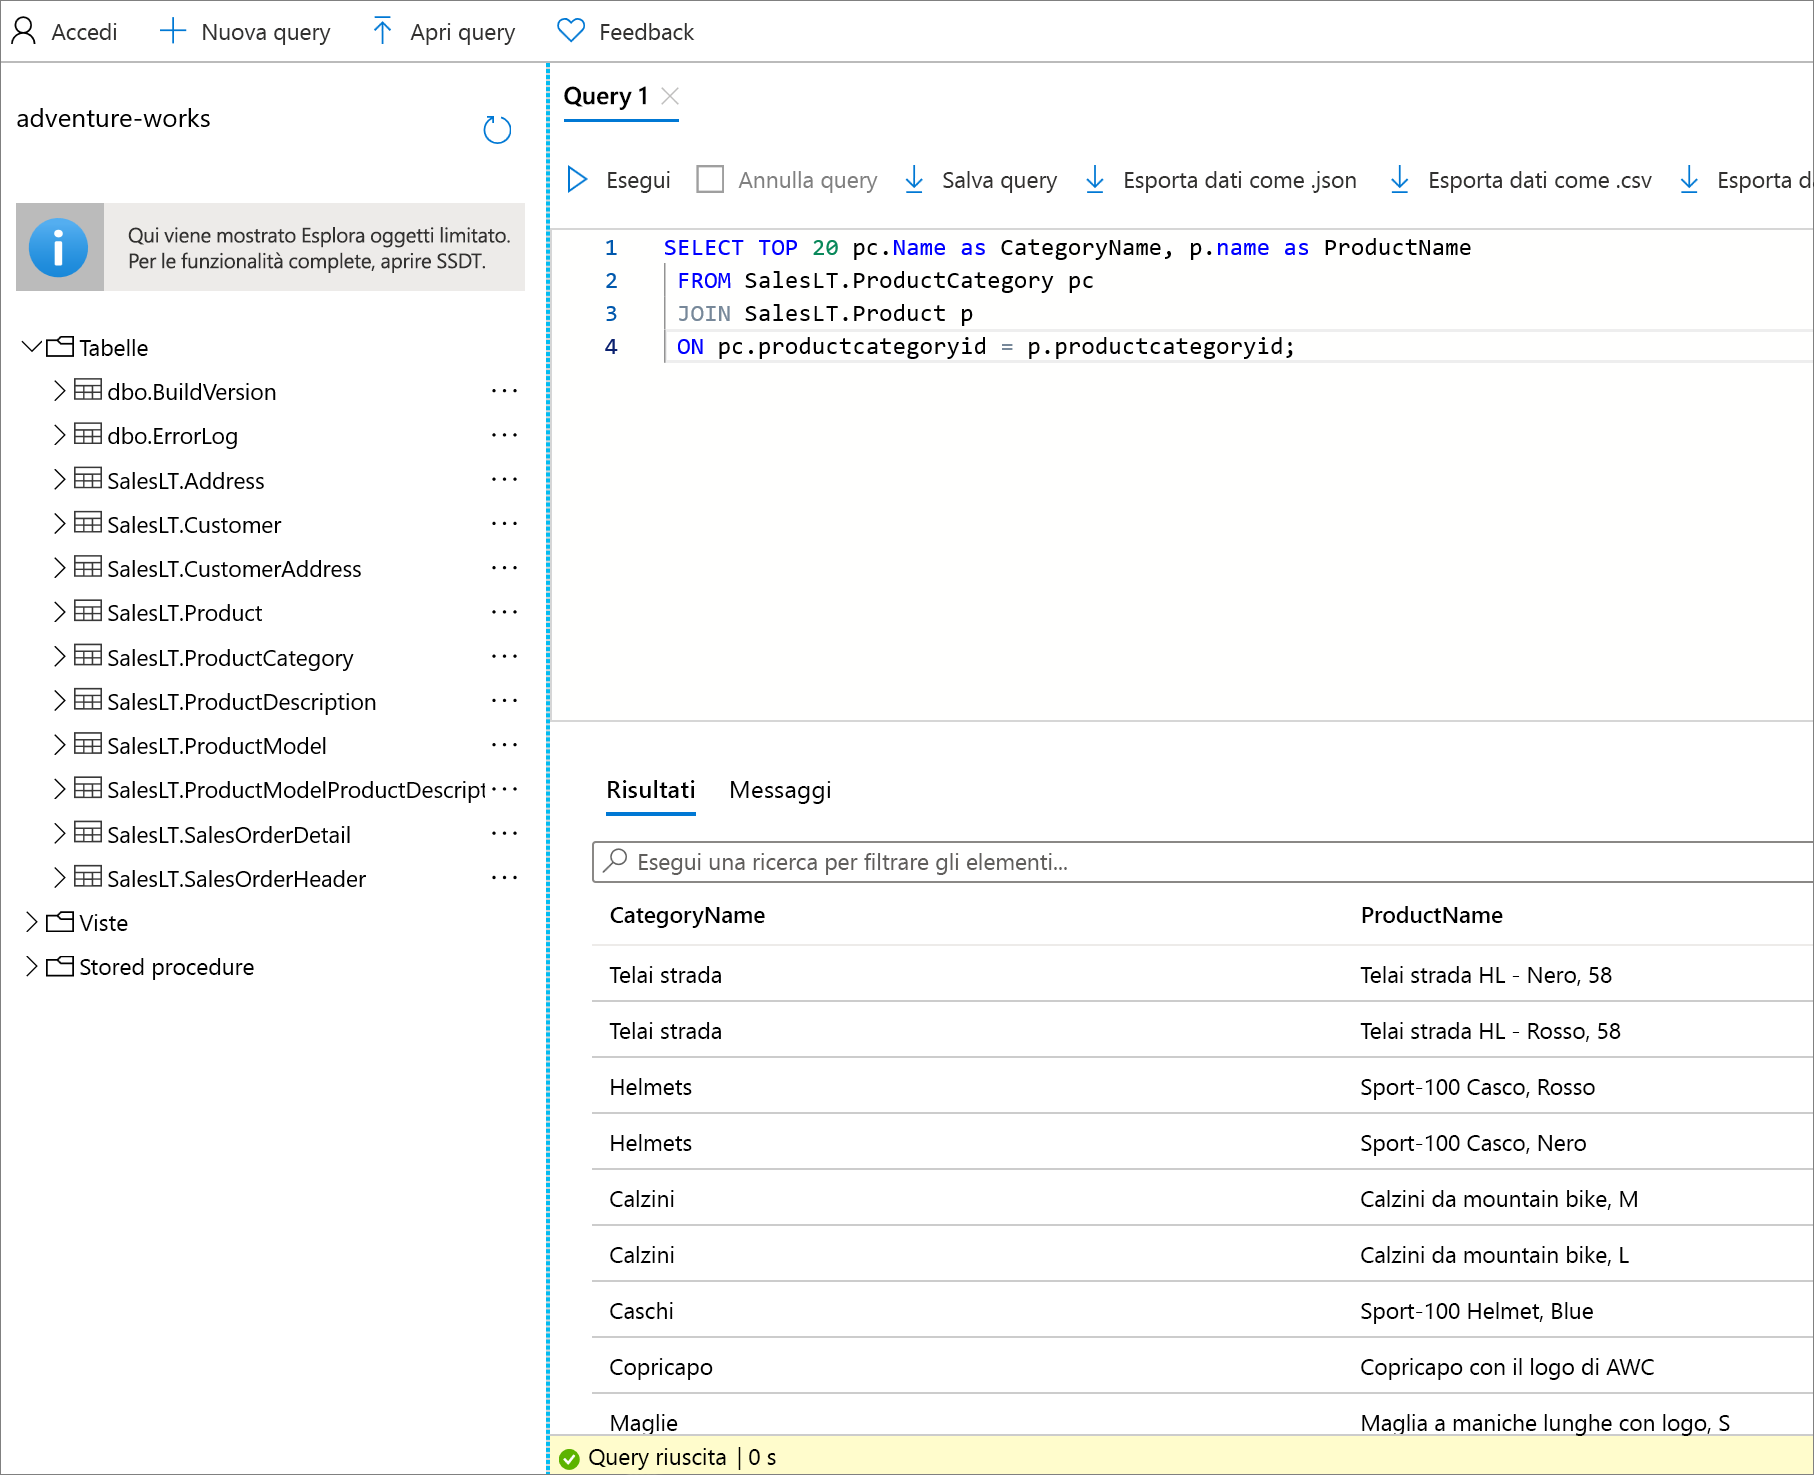 Accedi Nuova query Apri query Feedback
adventure-works
Qui viene mostrato Esplora oggetti limitato.
Per le funzionalità complete, aprire SSDT.
Tabelle
dbo.BuildVersion
dbo.ErrorLog
SalesLT.Address
SalesLT.Customer
SalesLT.CustomerAddress
SalesLT.Product
SalesLT.ProductCategory
SalesLT.ProductDescription
SalesLT.ProductModel
SalesLT.ProductModelProductDescript
SalesLT.SalesOrderDetail
SalesLT.SalesOrderHeader
Viste
Stored procedure
Query 1
Esegui Annulla query Salva query Esporta dati come .json Esporta dati come .csv Esporta d
1 SELECT TOP 20 pc.Name as CategoryName, p.name as ProductName
2 FROM SalesLT.ProductCategory pc
3 JOIN SalesLT.Product p
4 ON pc.productcategoryid = p.productcategoryid;
Risultati Messaggi
Esegui una ricerca per filtrare gli elementi...
CategoryName ProductName
Telai strada Telai strada HL - Nero, 58
Telai strada Telai strada HL - Rosso, 58
Helmets Sport-100 Casco, Rosso
Helmets Sport-100 Casco, Nero
Calzini Calzini da mountain bike, M
Calzini Calzini da mountain bike, L
Caschi Sport-100 Helmet, Blue
Copricapo Copricapo con il logo di AWC
Maglie Maglia a maniche lunghe con logo, S
Query riuscita | 0 s